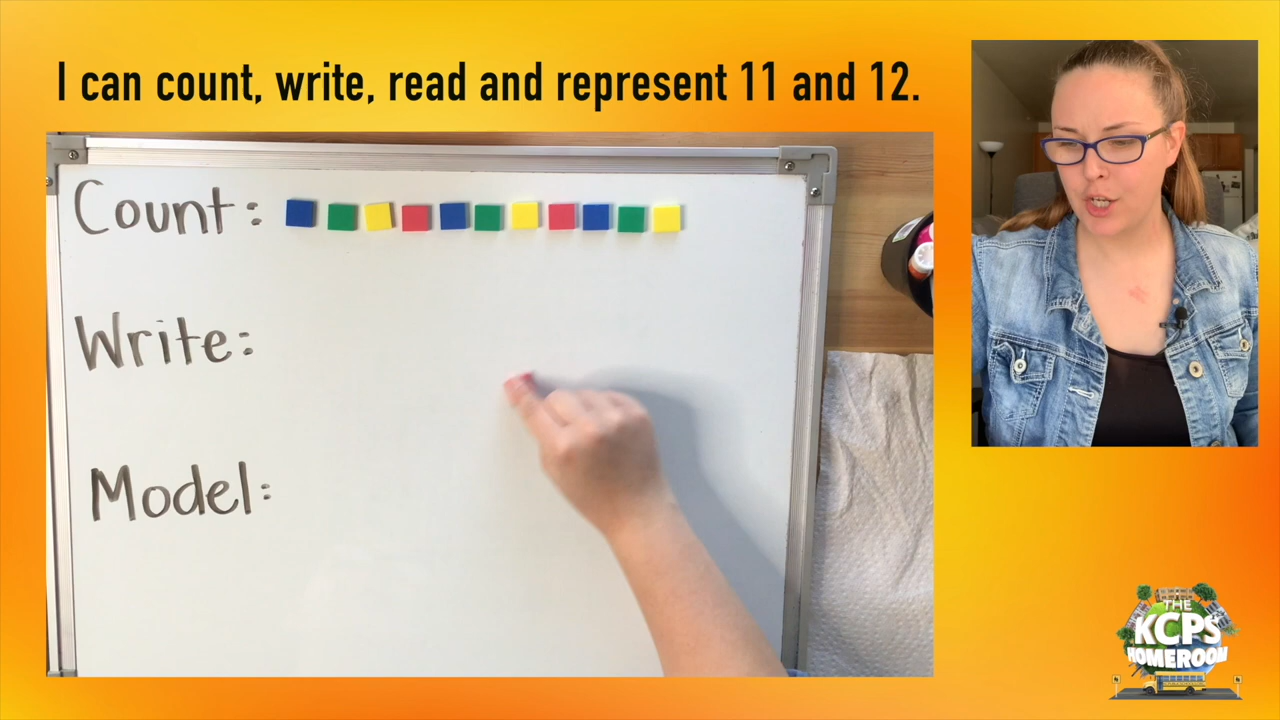 I can count, write, read and represent 11 and 12.
Count:
Write:
Model:
THE
KCPS
HOMEROOM